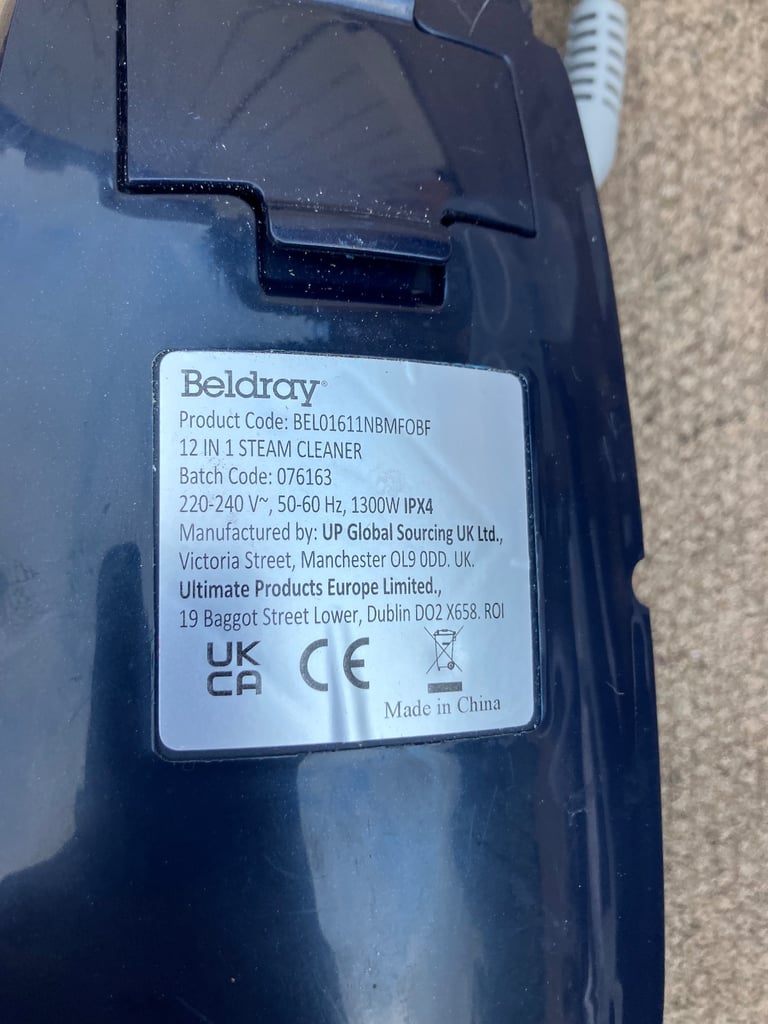 Beldray®
Product Code: BEL01611NBMFOBF
12 IN 1 STEAM CLEANER
Batch Code: 076163
220-240 V~, 50-60 Hz, 1300W IPX4
Manufactured by: UP Global Sourcing UK Ltd.,
Victoria Street, Manchester OL9 0DD. UK.
Ultimate Products Europe Limited.,
19 Baggot Street Lower, Dublin DO2 X658. ROI
UK
CA CE
Made in China